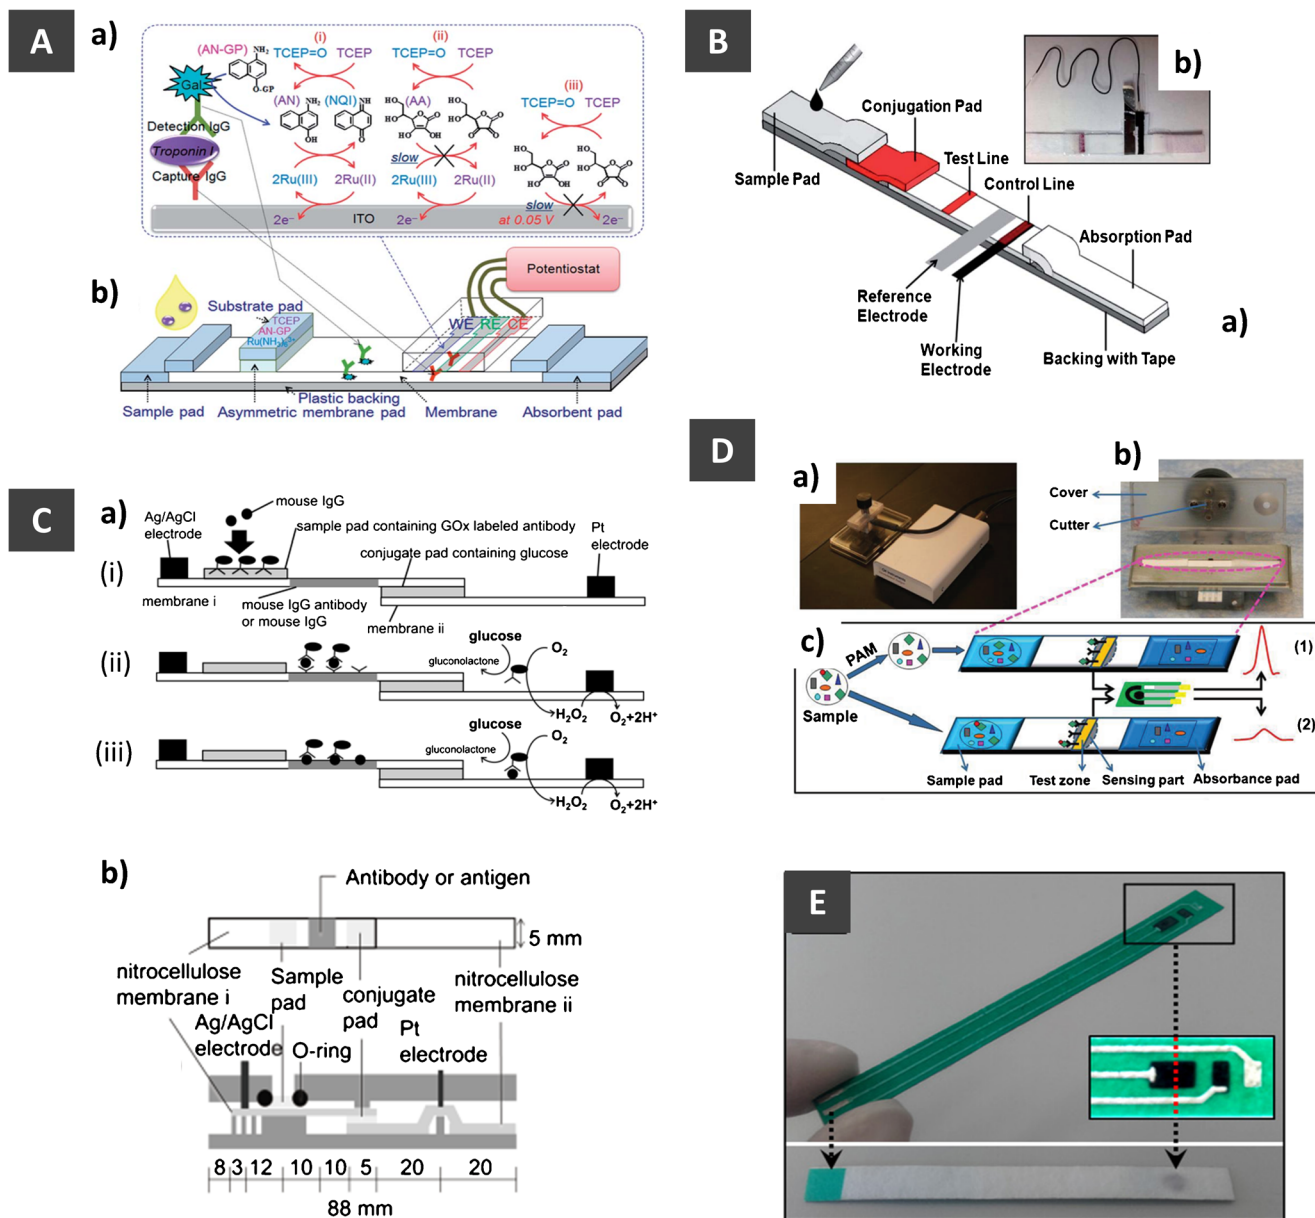 A
a)
(AN-GP)
NH2
O-GP
Gal
Detection IgG
Troponin I
Capture IgG
(i)
TCEP=O TCEP
(AN) NH2
(NQI) NH
OH
O
2Ru(III) 2Ru(II)
2e-
(ii)
TCEP=O TCEP
(AA)
slow
2Ru(III) 2Ru(II)
2e-
(iii)
TCEP=O TCEP
slow
at 0.05 V
2e-
ITO
b)
Potentiostat
Substrate pad
TCEP
AN-GP
WE RE CE
Plastic backing
Sample pad
Asymmetric membrane pad
Membrane
Absorbent pad
B
b)
Conjugation Pad
Sample Pad
Test Line
Control Line
Absorption Pad
Reference
Electrode
Working
Electrode
Backing with Tape
a)
C
a)
mouse IgG
Ag/AgCl
electrode
sample pad containing GOx labeled antibody
conjugate pad containing glucose
Pt
electrode
(i)
membrane i
mouse IgG antibody
or mouse IgG
membrane ii
(ii)
glucose
O2
gluconolactone
H2O2
O2+2H+
(iii)
glucose
O2
gluconolactone
H2O2
O2+2H+
b)
Antibody or antigen
5 mm
nitrocellulose
membrane i
Sample
pad
conjugate
pad
nitrocellulose
membrane ii
Ag/AgCl
electrode
O-ring
Pt
electrode
8 3 12 10 10 5 20 20
88 mm
D
a)
b)
Cover
Cutter
c)
PAM
Sample
(1)
(2)
Sample pad
Test zone
Sensing part
Absorbance pad
E